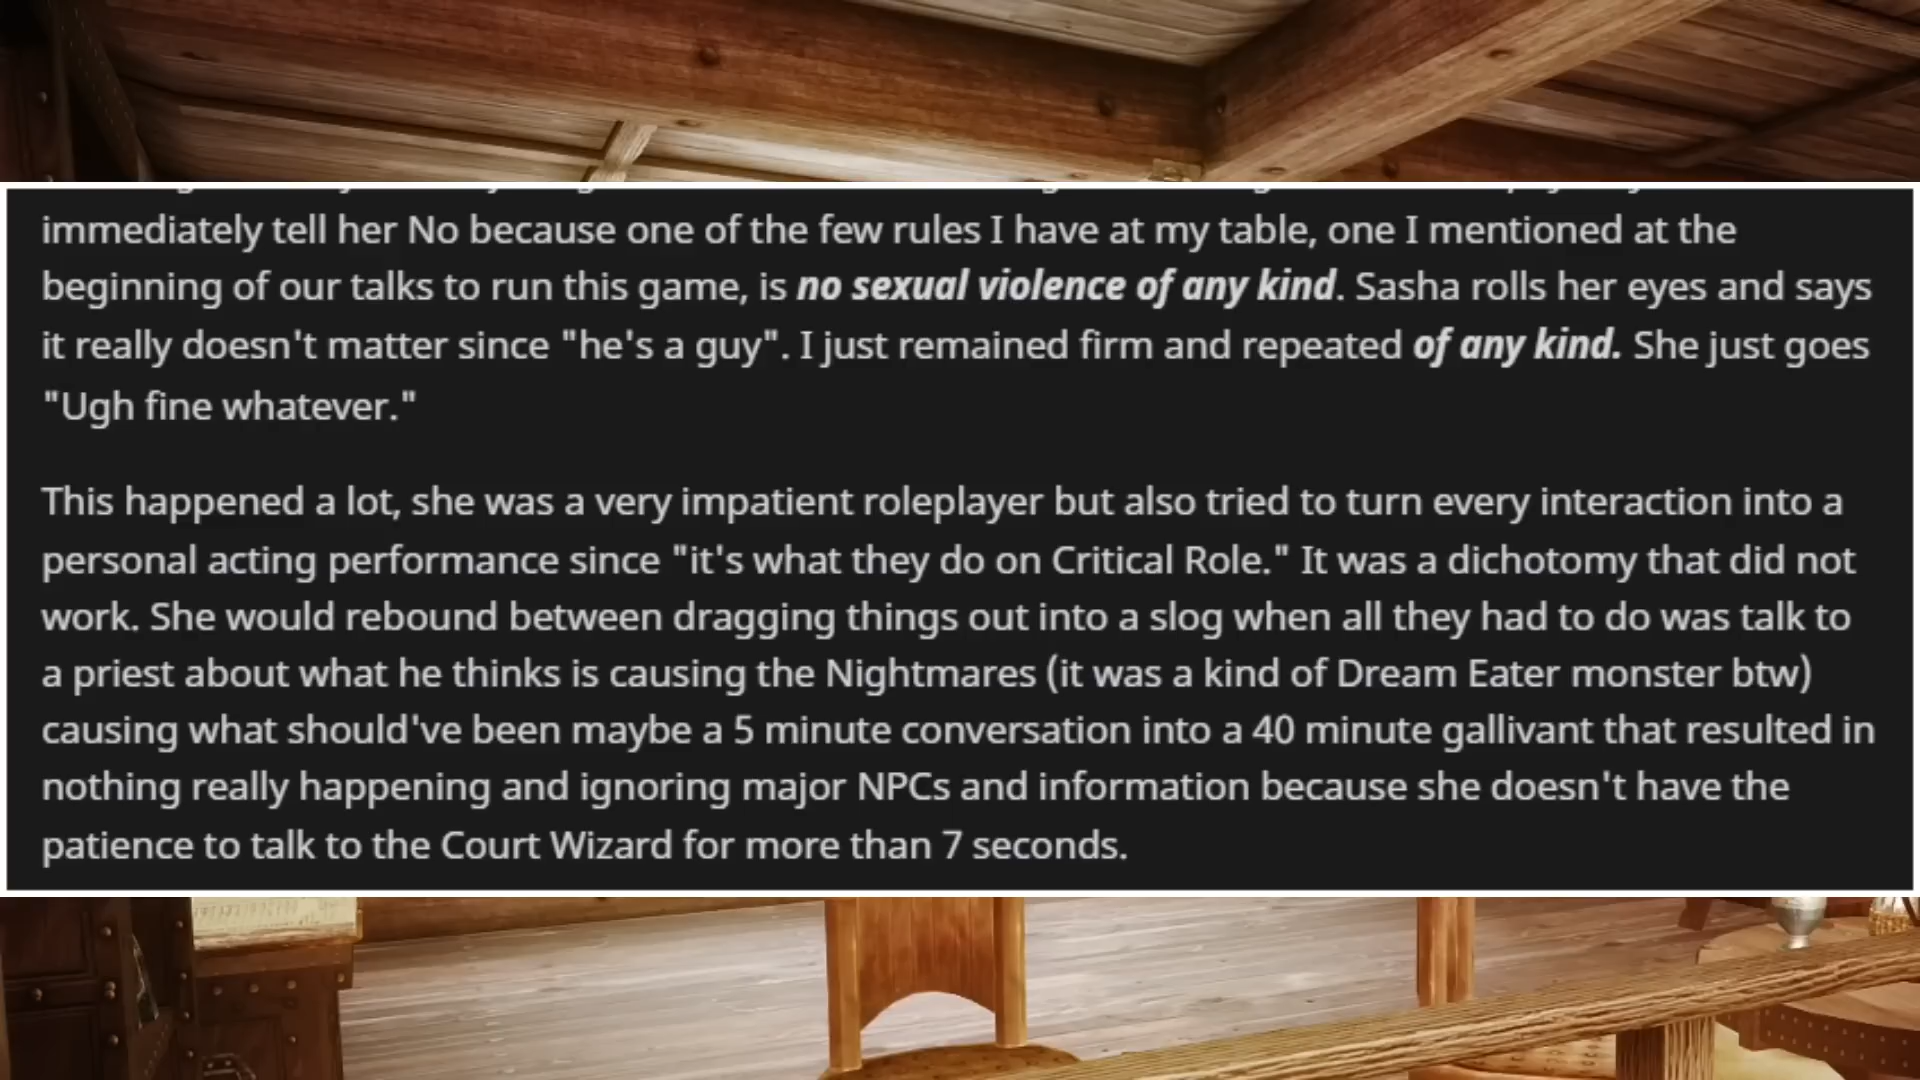 immediately tell her No because one of the few rules I have at my table, one I mentioned at the
beginning of our talks to run this game, is no sexual violence of any kind. Sasha rolls her eyes and says
it really doesn't matter since "he's a guy". I just remained firm and repeated of any kind. She just goes
"Ugh fine whatever."
This happened a lot, she was a very impatient roleplayer but also tried to turn every interaction into a
personal acting performance since "it's what they do on Critical Role." It was a dichotomy that did not
work. She would rebound between dragging things out into a slog when all they had to do was talk to
a priest about what he thinks is causing the Nightmares (it was a kind of Dream Eater monster btw)
causing what should've been maybe a 5 minute conversation into a 40 minute gallivant that resulted in
nothing really happening and ignoring major NPCs and information because she doesn't have the
patience to talk to the Court Wizard for more than 7 seconds.